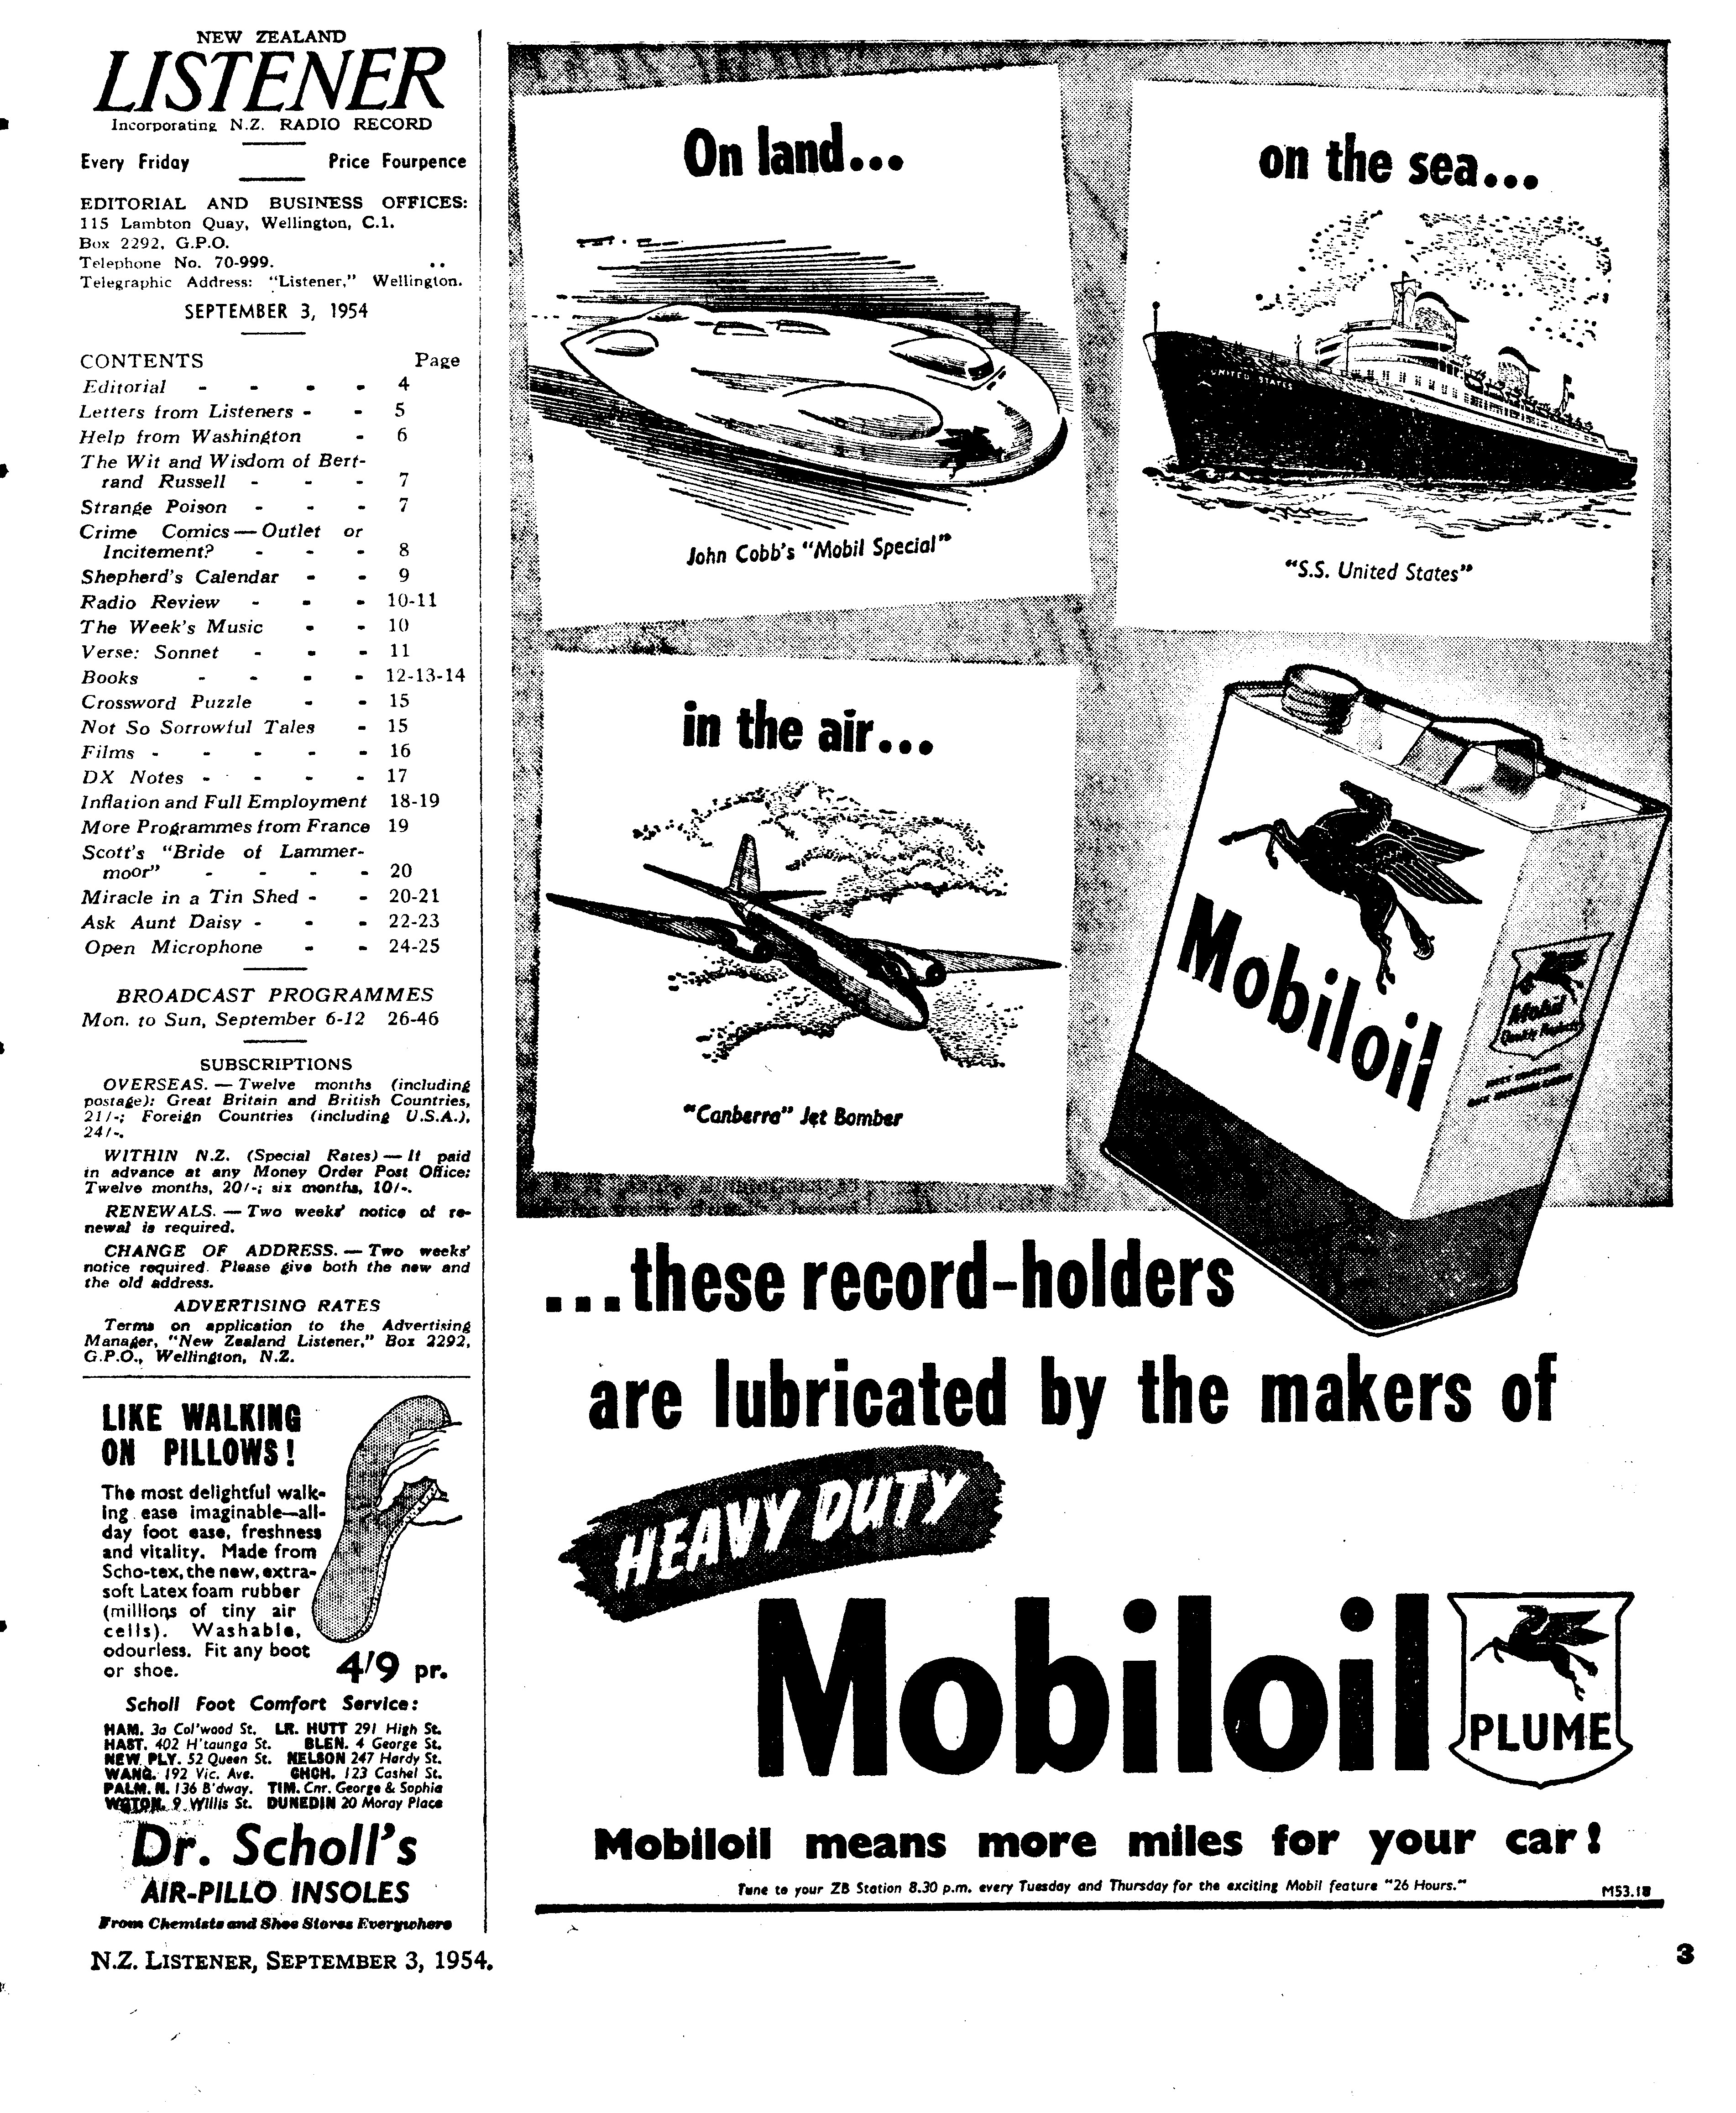 NEW ZEALAND
LISTENER
Incorporating N.Z. RADIO RECORD
Every Friday Price Fourpence
EDITORIAL AND BUSINESS OFFICES:
115 Lambton Quay, Wellington, C.1.
Box 2292, G.P.O.
Telephone No. 70-999.
Telegraphic Address: "Listener," Wellington.
SEPTEMBER 3, 1954
CONTENTS Page
Editorial - - - - 4
Letters from Listeners - - 5
Help from Washington - 6
The Wit and Wisdom of Bert-
rand Russell - - - 7
Strange Poison - - - 7
Crime Comics — Outlet or
Incitement? - - - 8
Shepherd's Calendar - - 9
Radio Review - - - 10-11
The Week's Music - - 10
Verse: Sonnet - - - 11
Books - - - - 12-13-14
Crossword Puzzle - - 15
Not So Sorrowful Tales - 15
Films - - - - - 16
DX Notes - - - - 17
Inflation and Full Employment 18-19
More Programmes from France 19
Scott's "Bride of Lammer-
moor" - - - - 20
Miracle in a Tin Shed - - 20-21
Ask Aunt Daisy - - - 22-23
Open Microphone - - 24-25
BROADCAST PROGRAMMES
Mon. to Sun, September 6-12 26-46
SUBSCRIPTIONS
OVERSEAS. — Twelve months (including
postage): Great Britain and British Countries,
21/-; Foreign Countries (including U.S.A.),
24/-.
WITHIN N.Z. (Special Rates) — If paid
in advance at any Money Order Post Office:
Twelve months, 20/-; six months, 10/-.
RENEWALS. — Two weeks' notice of re-
newal is required.
CHANGE OF ADDRESS. — Two weeks'
notice required. Please give both the new and
the old address.
ADVERTISING RATES
Terms on application to the Advertising
Manager, "New Zealand Listener," Box 2292,
G.P.O., Wellington, N.Z.
LIKE WALKING
ON PILLOWS!
The most delightful walk-
ing ease imaginable—all-
day foot ease, freshness
and vitality. Made from
Scho-tex, the new, extra-
soft Latex foam rubber
(millions of tiny air
cells). Washable,
odourless. Fit any boot
or shoe.
4/9 pr.
Scholl Foot Comfort Service:
HAM. 3a Col'wood St. LR. HUTT 291 High St.
HAST. 402 H'taunga St. BLEN. 4 George St.
NEW PLY. 52 Queen St. NELSON 247 Hardy St.
WANG. 192 Vic. Ave. CHCH. 123 Cashel St.
PALM. N. 136 B'dway. TIM. Cnr. George & Sophia
WGTON. 9 Willis St. DUNEDIN 20 Moray Place
Dr. Scholl's
AIR-PILLO INSOLES
From Chemists and Shoe Stores Everywhere
On land...
UNITED STATES
John Cobb's "Mobil Special"
on the sea...
"S.S. United States"
in the air...
"Canberra" Jet Bomber
Mobiloil
Mobil
Quality Products
...these record-holders
are lubricated by the makers of
HEAVY DUTY
Mobiloil
PLUME
Mobiloil means more miles for your car!
Tune to your ZB Station 8.30 p.m. every Tuesday and Thursday for the exciting Mobil feature "26 Hours."
M53.18
N.Z. LISTENER, SEPTEMBER 3, 1954.
3